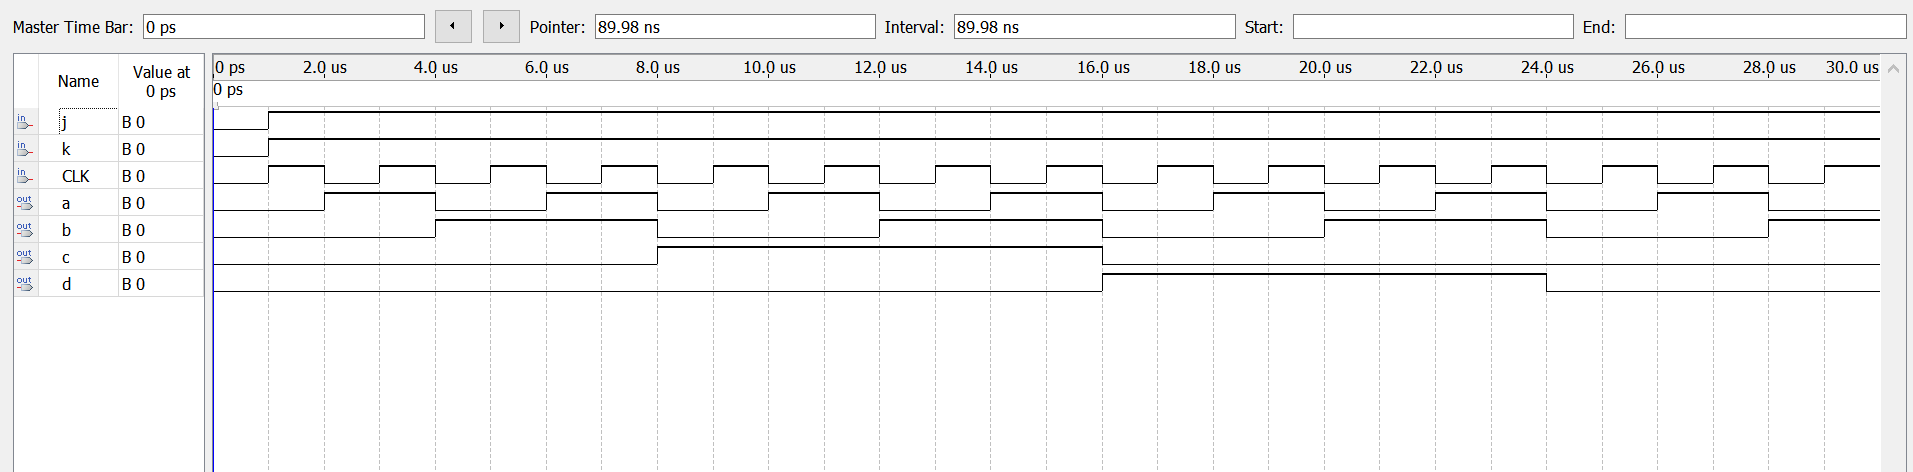 Master Time Bar: 0 ps Pointer: 89.98 ns Interval: 89.98 ns Start: End:
Name Value at 0 ps
0 ps 2.0 us 4.0 us 6.0 us 8.0 us 10.0 us 12.0 us 14.0 us 16.0 us 18.0 us 20.0 us 22.0 us 24.0 us 26.0 us 28.0 us 30.0 us
0 ps
in j B 0
in k B 0
in CLK B 0
out a B 0
out b B 0
out c B 0
out d B 0